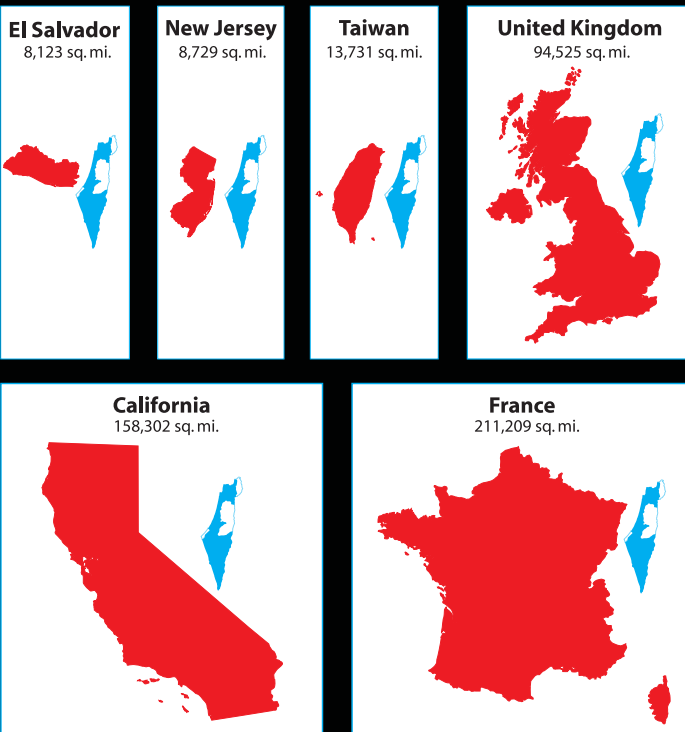 El Salvador
8,123 sq. mi.
New Jersey
8,729 sq. mi.
Taiwan
13,731 sq. mi.
United Kingdom
94,525 sq. mi.
California
158,302 sq. mi.
France
211,209 sq. mi.